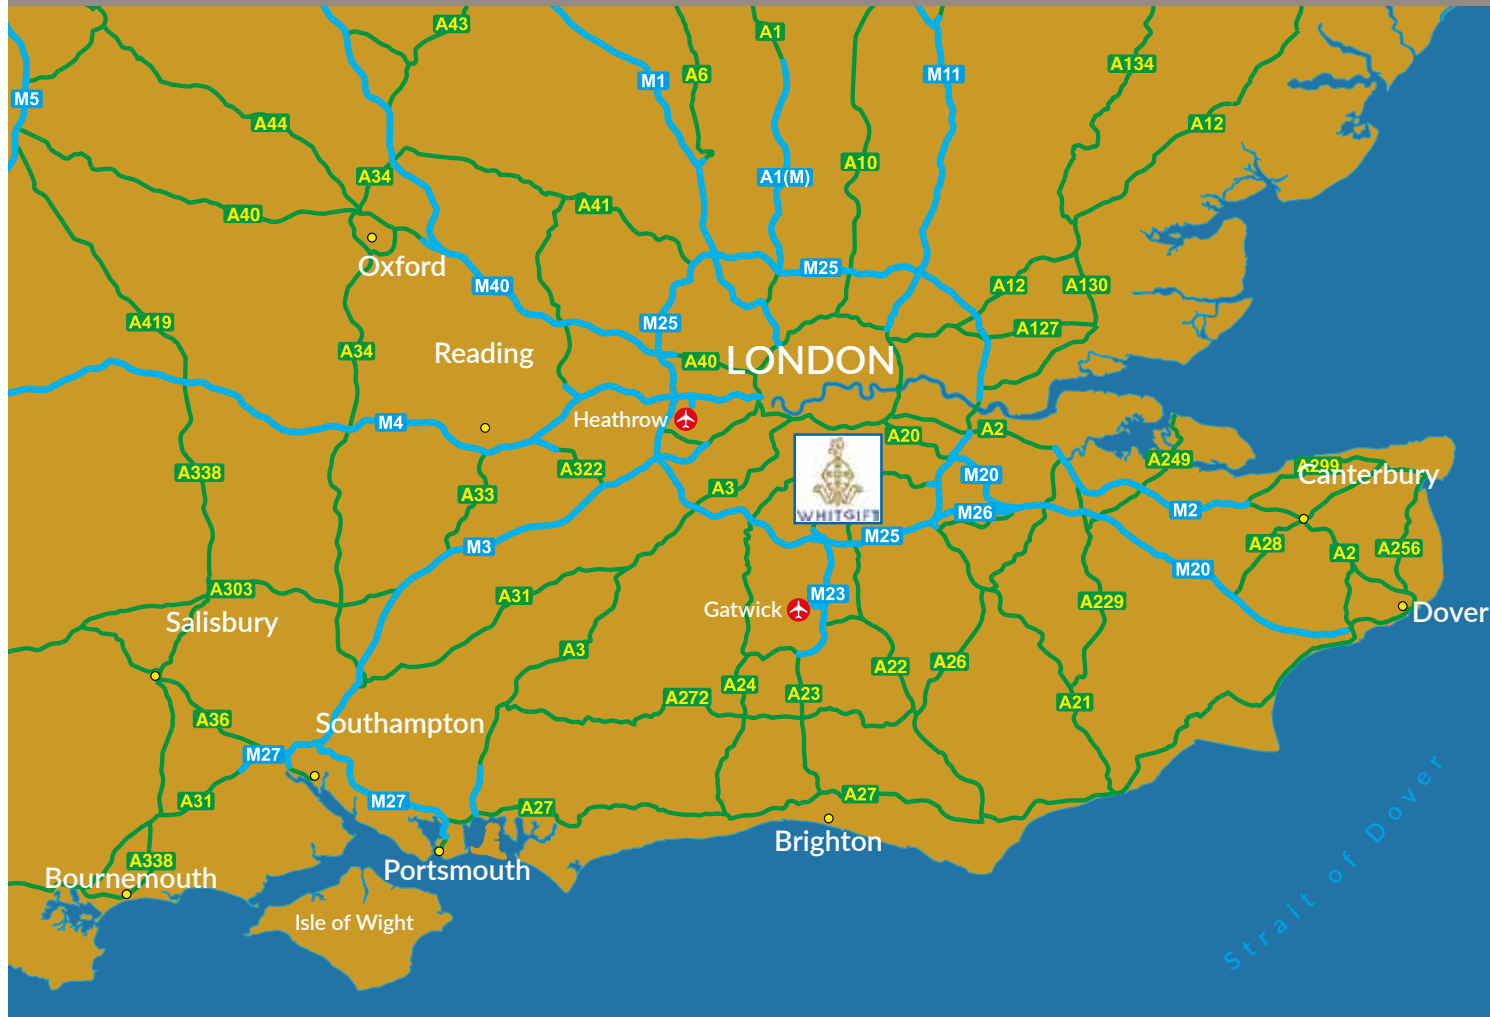 A43
A1
A6
M1
M11
A134
M5
A44
A12
A10
A34
A1(M)
A41
A40
Oxford
M25
M40
A12
A130
A419
M25
A127
A34
Reading
A40
LONDON
Heathrow
M4
A20
A2
A322
A249
A299
Canterbury
A338
M20
A33
A3
WHITGIFT
M26
M2
M3
M25
A28
A2
A256
M20
A303
A31
M23
A229
Gatwick
Dover
Salisbury
A3
A22
A26
A24
A23
A272
A21
A36
Southampton
M27
A31
M27
A27
A27
Brighton
A338
Bournemouth
Portsmouth
Isle of Wight
Strait of Dover